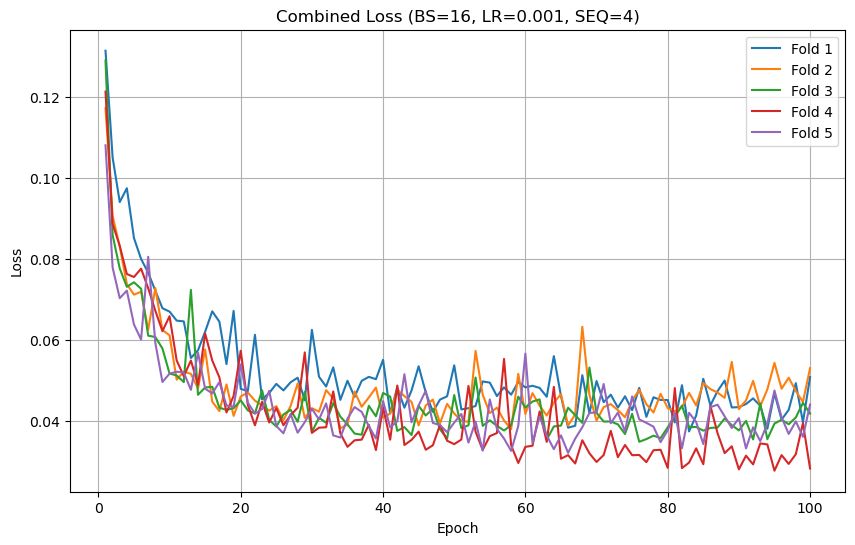 Combined Loss (BS=16, LR=0.001, SEQ=4)
Fold 1
Fold 2
Fold 3
Fold 4
Fold 5
0.12
0.10
0.08
0.06
0.04
Loss
0 20 40 60 80 100
Epoch